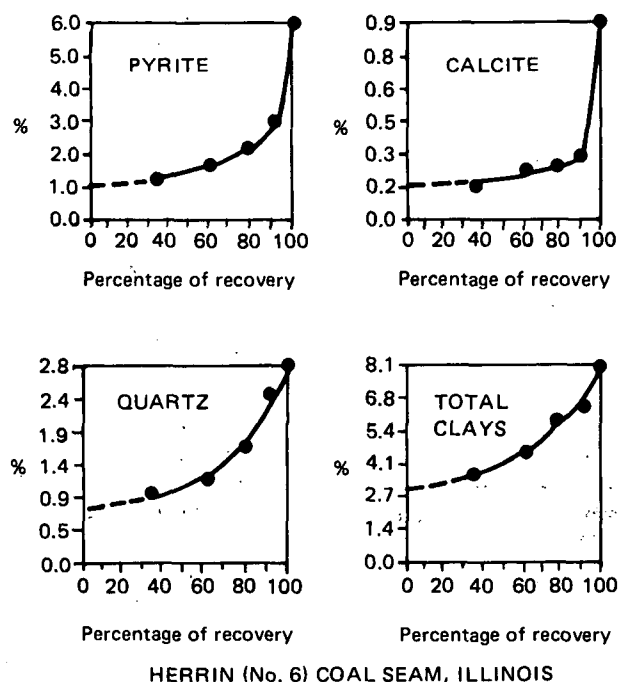 PYRITE
6.0
5.0
4.0
%
3.0
2.0
1.0
0.0
0 20 40 60 80 100
Percentage of recovery
CALCITE
0.9
0.8
0.6
%
0.5
0.3
0.2
0.0
0 20 40 60 80 100
Percentage of recovery
QUARTZ
2.8
2.4
1.9
%
1.4
0.9
0.5
0.0
0 20 40 60 80 100
Percentage of recovery
TOTAL
CLAYS
8.1
6.8
5.4
%
4.1
2.7
1.4
0.0
0 20 40 60 80 100
Percentage of recovery
HERRIN (No. 6) COAL SEAM, ILLINOIS